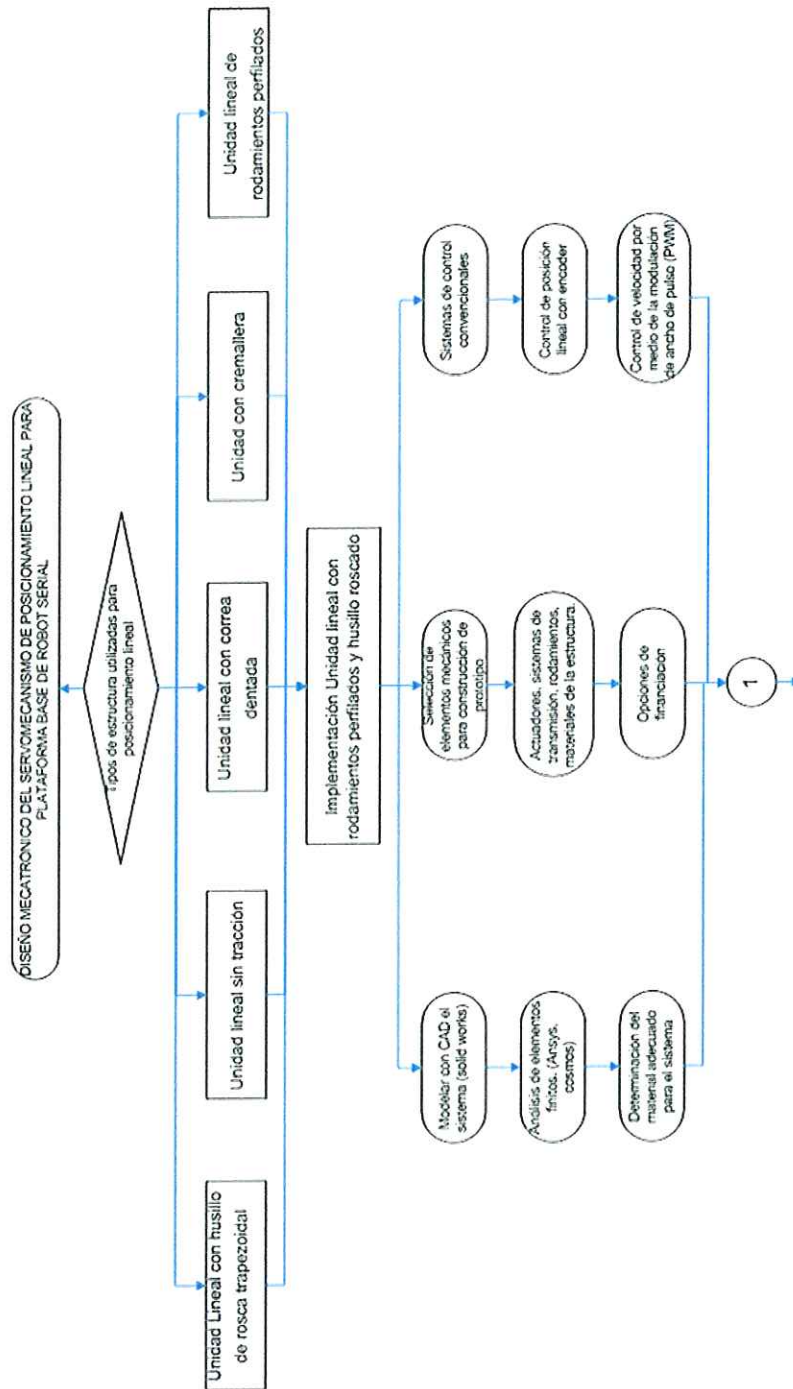 DISEÑO MECATRONICO DEL SERVOMECANISMO DE POSICIONAMIENTO LINEAL PARA
PLATAFORMA BASE DE ROBOT SERIAL
Tipos de estructura utilizadas para
posicionamiento lineal
Unidad Lineal con husillo
de rosca trapezoidal
Unidad lineal sin tracción
Unidad lineal con correa
dentada
Unidad con cremallera
Unidad lineal de
rodamientos perfilados
Implementación Unidad lineal con
rodamientos perfilados y husillo roscado
Modelar con CAD el
sistema (solid works)
Análisis de elementos
finitos. (Ansys,
cosmos)
Determinación del
material adecuado
para el sistema
Selección de
elementos mecánicos
para construcción de
prototipo
Actuadores, sistemas de
transmisión, rodamientos,
materiales de la estructura.
Opciones de
financiación
Sistemas de control
convencionales
Control de posición
lineal con encoder
Control de velocidad por
medio de la modulación
de ancho de pulso (PWM)
1